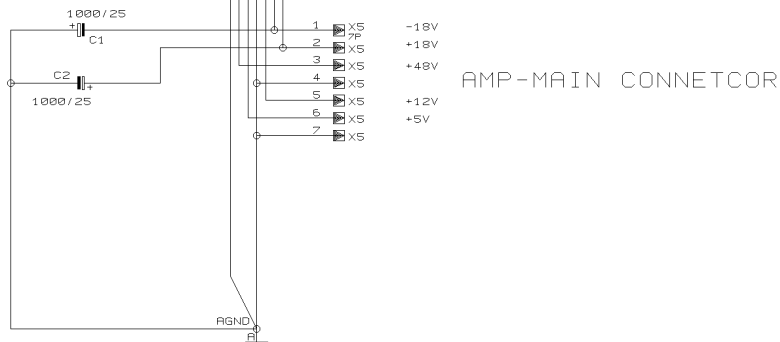 1000/25
+
C1
1 X5 -18V
7P
2 X5 +18V
3 X5 +48V
C2
4 X5
+
1000/25
AMP-MAIN CONNETCOR
5 X5 +12V
6 X5 +5V
7 X5
AGND
A